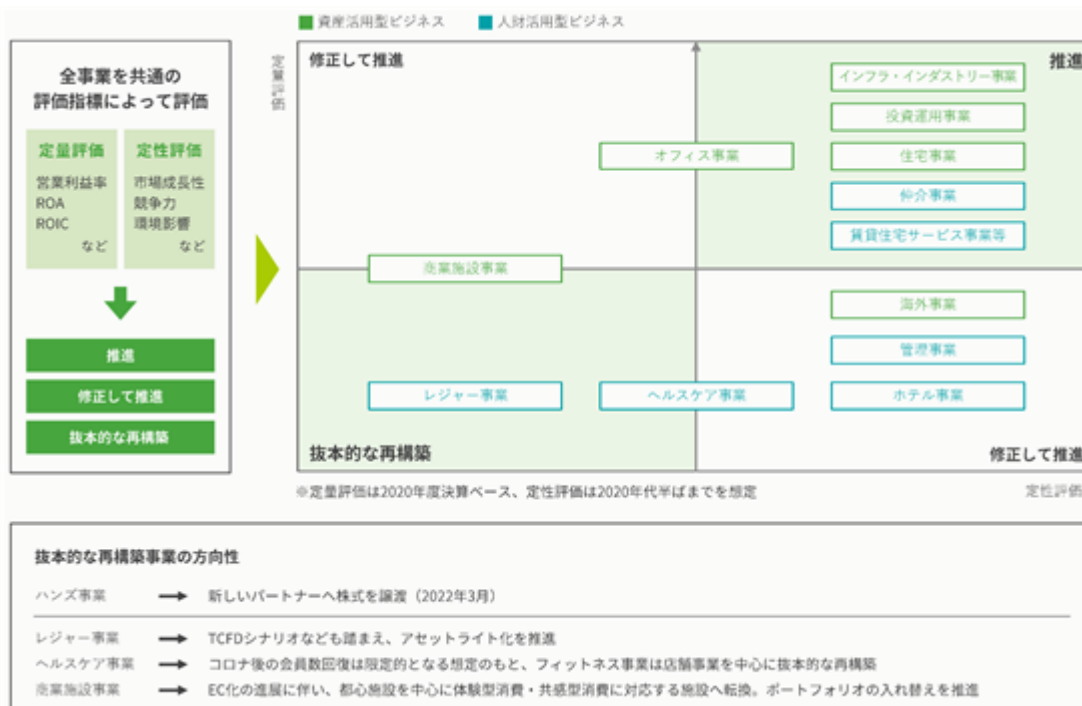 資産活用型ビジネス 人財活用型ビジネス
全事業を共通の
評価指標によって評価
定量評価 定性評価
営業利益率 市場成長性
ROA 競争力
ROIC 環境影響
など など
推進
修正して推進
抜本的な再構築
定量評価
修正して推進 推進
インフラ・インダストリー事業
投資運用事業
オフィス事業 住宅事業
仲介事業
賃貸住宅サービス事業等
商業施設事業
海外事業
管理事業
レジャー事業 ヘルスケア事業 ホテル事業
抜本的な再構築 修正して推進
※定量評価は2020年度決算ベース、定性評価は2020年代半ばまでを想定 定性評価
抜本的な再構築事業の方向性
ハンズ事業 → 新しいパートナーへ株式を譲渡（2022年3月）
レジャー事業 → TCFDシナリオなども踏まえ、アセットライト化を推進
ヘルスケア事業 → コロナ後の会員数回復は限定的となる想定のもと、フィットネス事業は店舗事業を中心に抜本的な再構築
商業施設事業 → EC化の進展に伴い、都心施設を中心に体験型消費・共感型消費に対応する施設へ転換。ポートフォリオの入れ替えを推進